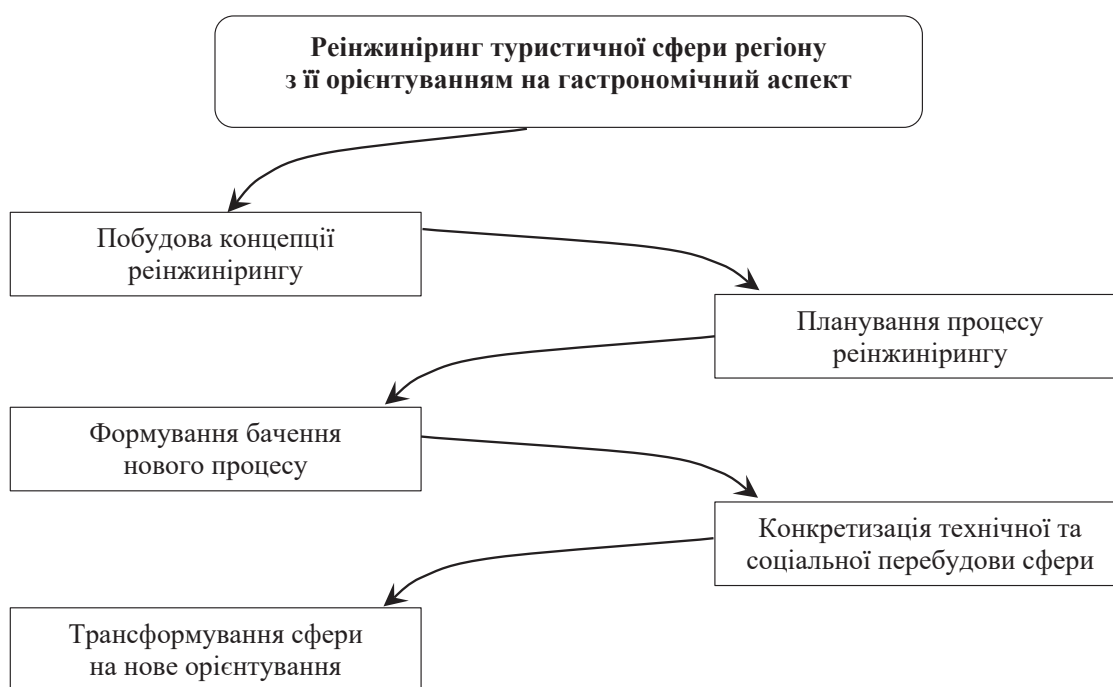 Реінжиніринг туристичної сфери регіону
з її орієнтуванням на гастрономічний аспект
Побудова концепції
реінжинірингу
Планування процесу
реінжинірингу
Формування бачення
нового процесу
Конкретизація технічної та
соціальної перебудови сфери
Трансформування сфери
на нове орієнтування